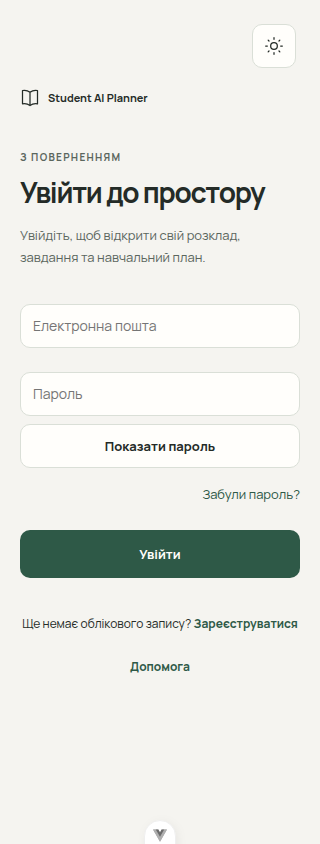 Student AI Planner
З ПОВЕРНЕННЯМ
Увійти до простору
Увійдіть, щоб відкрити свій розклад,
завдання та навчальний план.
Електронна пошта
Пароль
Показати пароль
Забули пароль?
Увійти
Ще немає облікового запису? Зареєструватися
Допомога